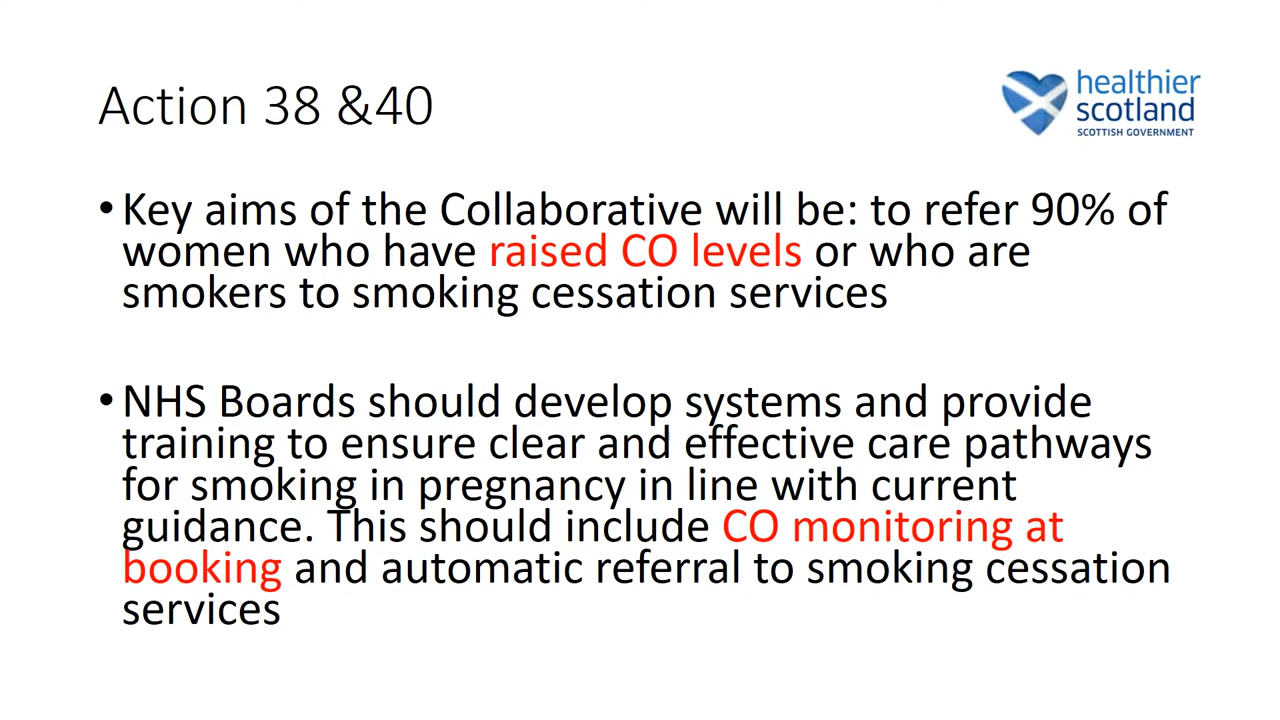 Action 38 &40
healthier
scotland
SCOTTISH GOVERNMENT
•Key aims of the Collaborative will be: to refer 90% of
women who have raised CO levels or who are
smokers to smoking cessation services
•NHS Boards should develop systems and provide
training to ensure clear and effective care pathways
for smoking in pregnancy in line with current
guidance. This should include CO monitoring at
booking and automatic referral to smoking cessation
services